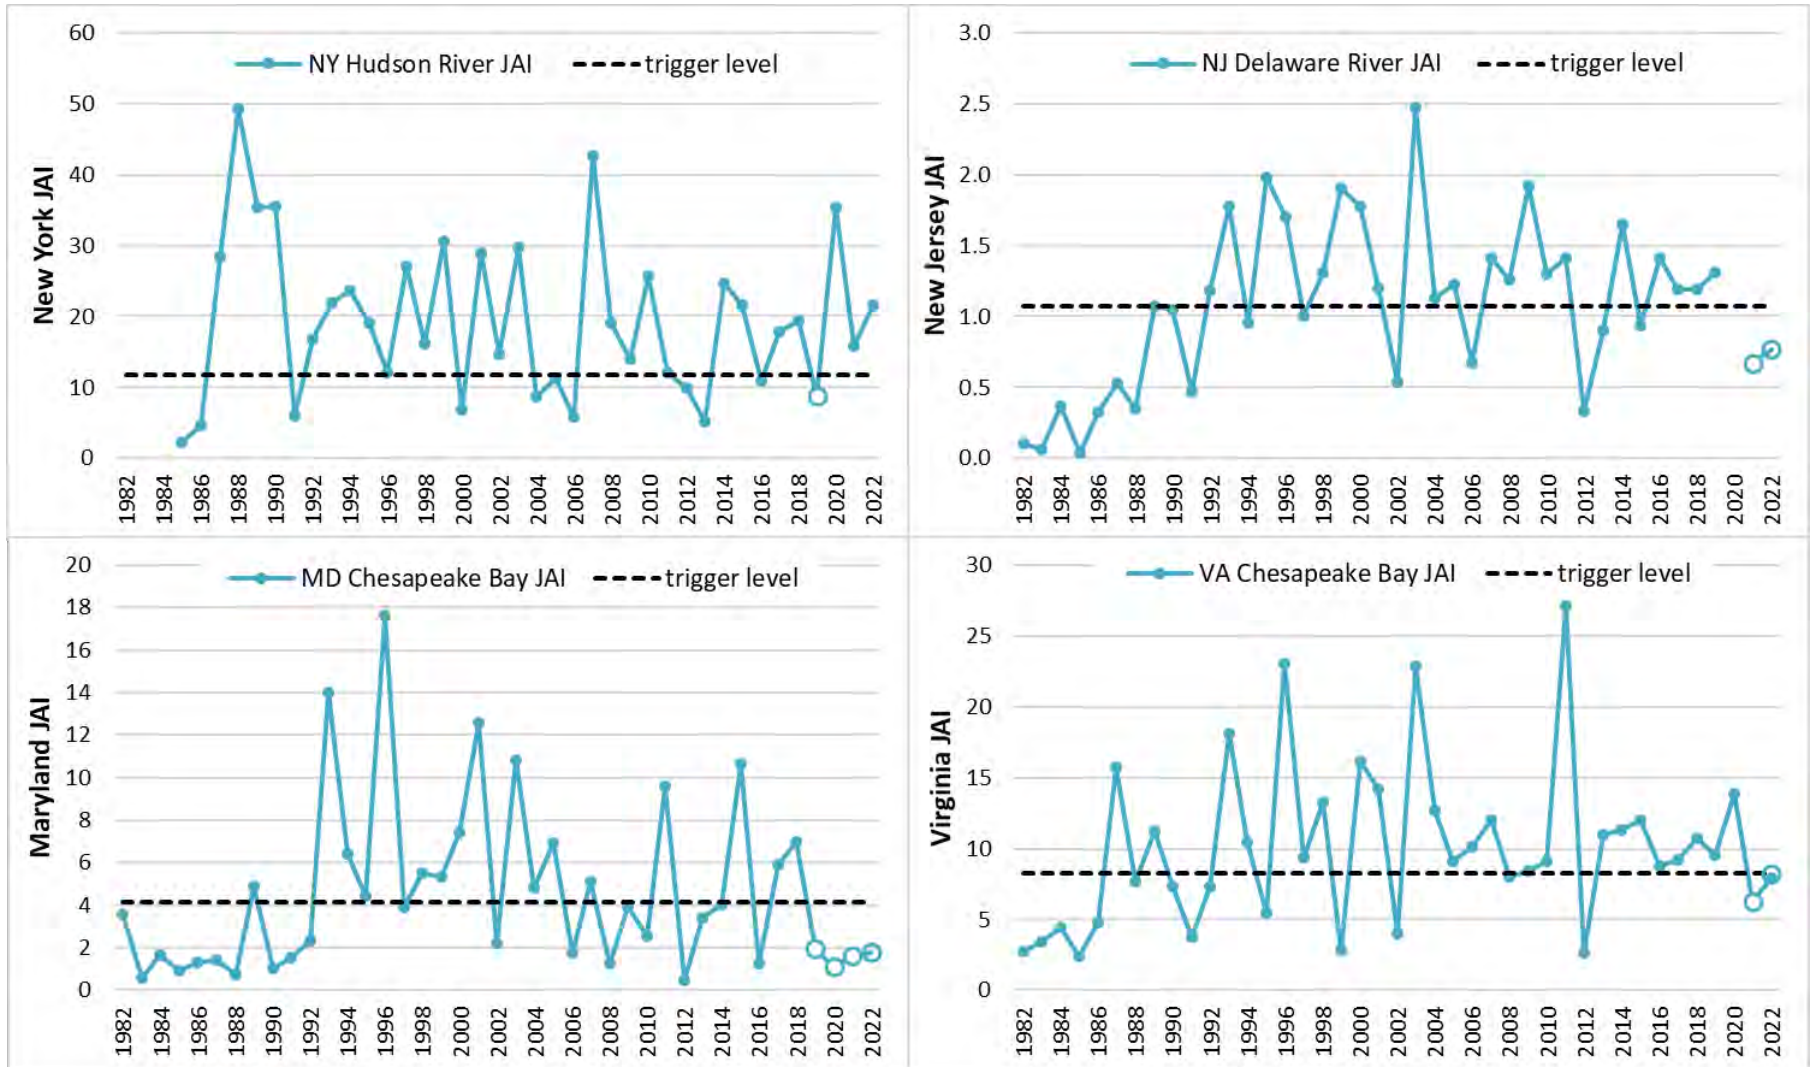 NY Hudson River JAI
trigger level
New York JAI
60
50
40
30
20
10
0
1982 1984 1986 1988 1990 1992 1994 1996 1998 2000 2002 2004 2006 2008 2010 2012 2014 2016 2018 2020 2022
NJ Delaware River JAI
trigger level
New Jersey JAI
3.0
2.5
2.0
1.5
1.0
0.5
0.0
1982 1984 1986 1988 1990 1992 1994 1996 1998 2000 2002 2004 2006 2008 2010 2012 2014 2016 2018 2020 2022
MD Chesapeake Bay JAI
trigger level
Maryland JAI
20
18
16
14
12
10
8
6
4
2
0
1982 1984 1986 1988 1990 1992 1994 1996 1998 2000 2002 2004 2006 2008 2010 2012 2014 2016 2018 2020 2022
VA Chesapeake Bay JAI
trigger level
Virginia JAI
30
25
20
15
10
5
0
1982 1984 1986 1988 1990 1992 1994 1996 1998 2000 2002 2004 2006 2008 2010 2012 2014 2016 2018 2020 2022